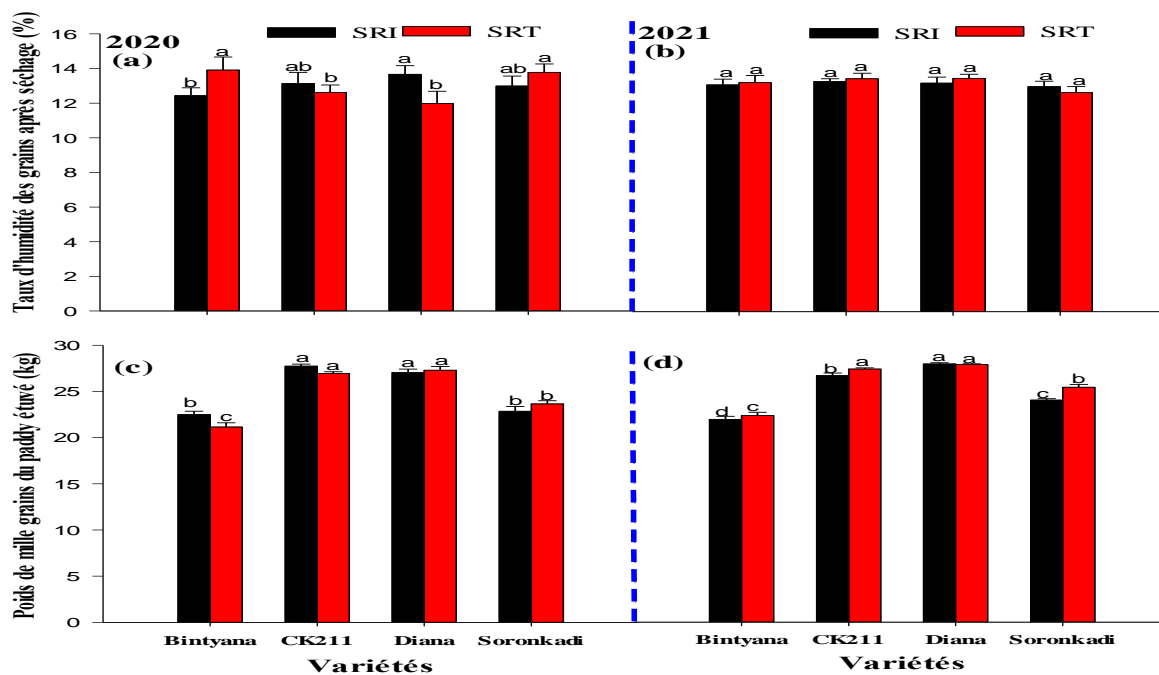 Taux d'humidité des grains après séchage (%)
16
14
12
10
8
6
4
2
0
2020
(a)
SRI
SRT
b
a
ab
b
a
b
ab
a
2021
(b)
SRI
SRT
a
a
a
a
a
a
a
a
Poids de mille grains du paddy étuvé (kg)
30
25
20
15
10
5
0
(c)
b
c
a
a
a
a
b
b
(d)
d
c
b
a
a
a
c
b
Bintyana
CK211
Diana
Soronkadi
Variétés
Bintyana
CK211
Diana
Soronkadi
Variétés